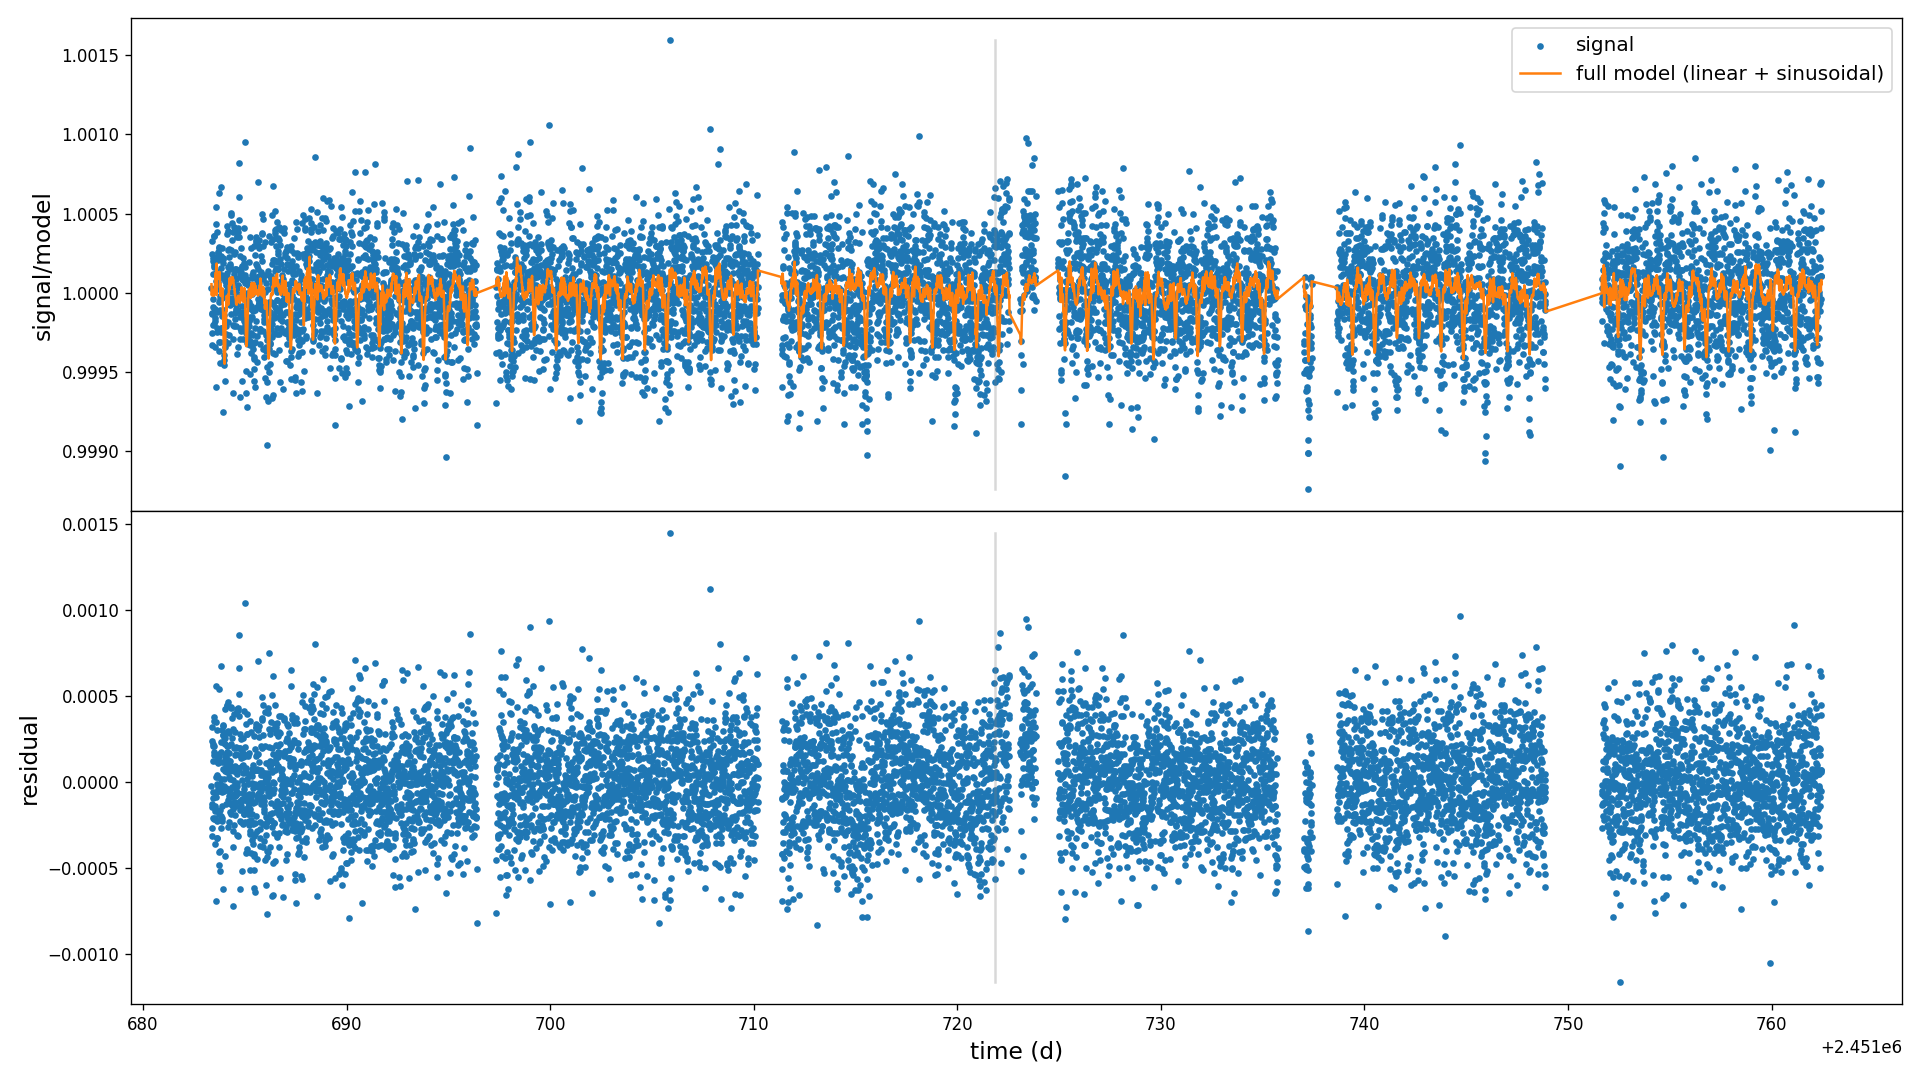 signal
full model (linear + sinusoidal)
signal/model
1.0015
1.0010
1.0005
1.0000
0.9995
0.9990
residual
0.0015
0.0010
0.0005
0.0000
−0.0005
−0.0010
680 690 700 710 720 730 740 750 760
time (d)
+2.451e6